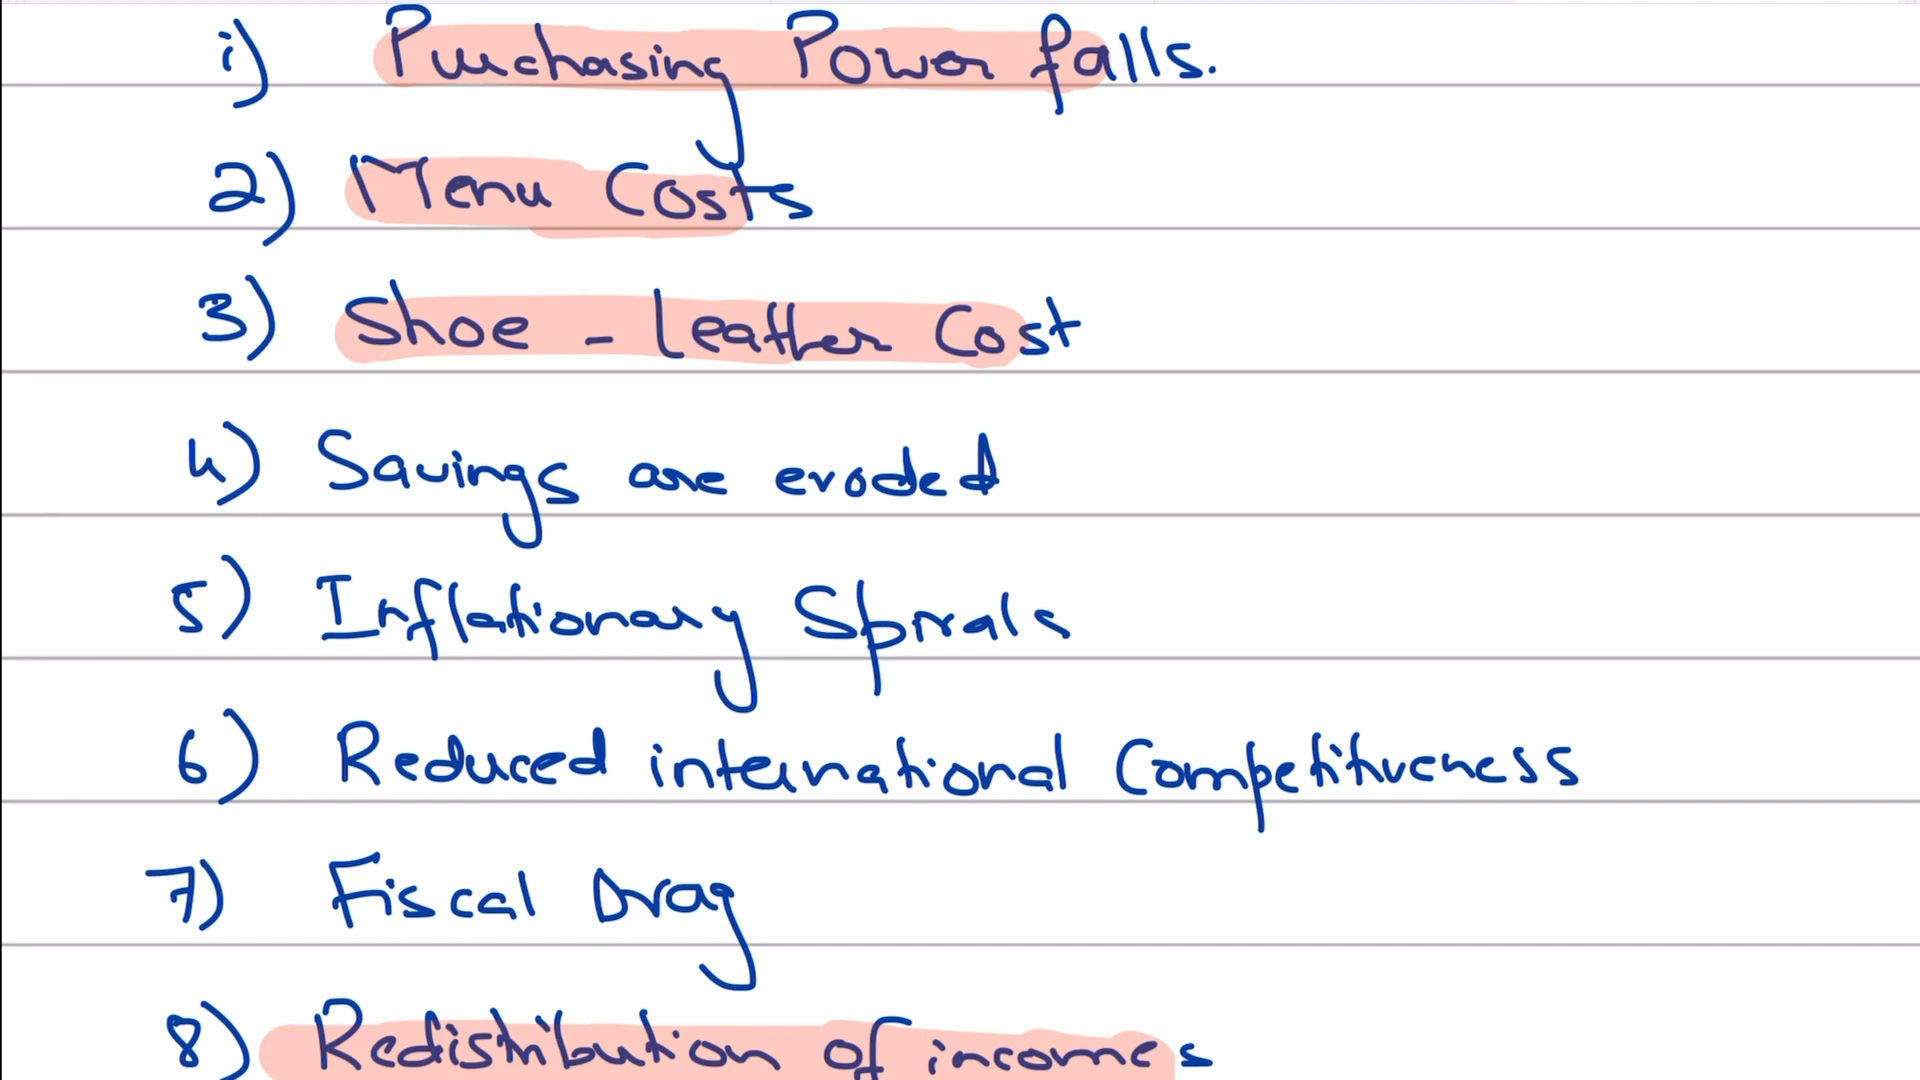 1) Purchasing Power falls.
2) Menu Costs
3) Shoe - Leather Cost
4) Savings are eroded
5) Inflationary Spirals
6) Reduced international Competitiveness
7) Fiscal Drag
8) Redistribution of incomes